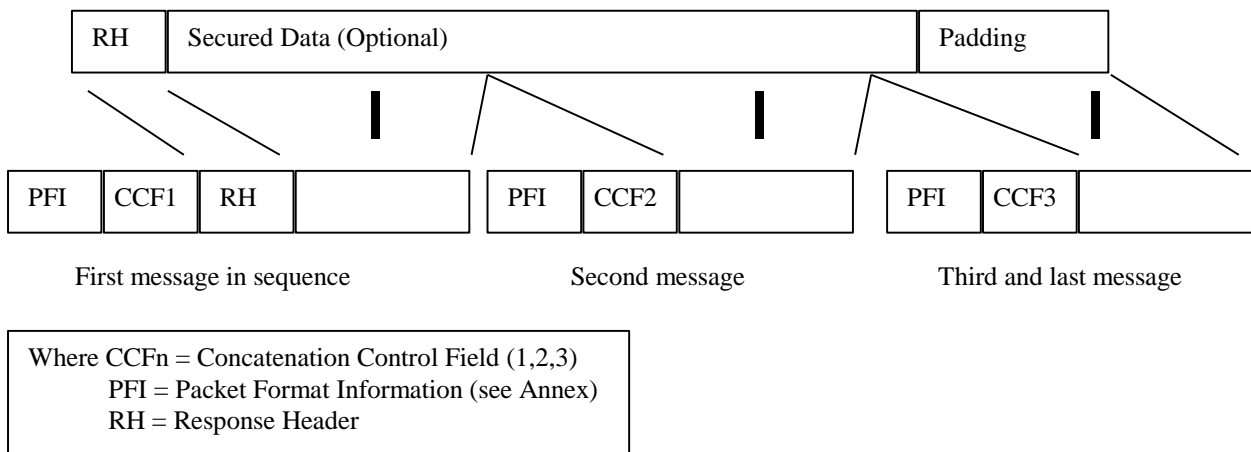 RH Secured Data (Optional) Padding
PFI CCF1 RH PFI CCF2 PFI CCF3
First message in sequence Second message Third and last message
Where CCFn = Concatenation Control Field (1,2,3)
PFI = Packet Format Information (see Annex)
RH = Response Header